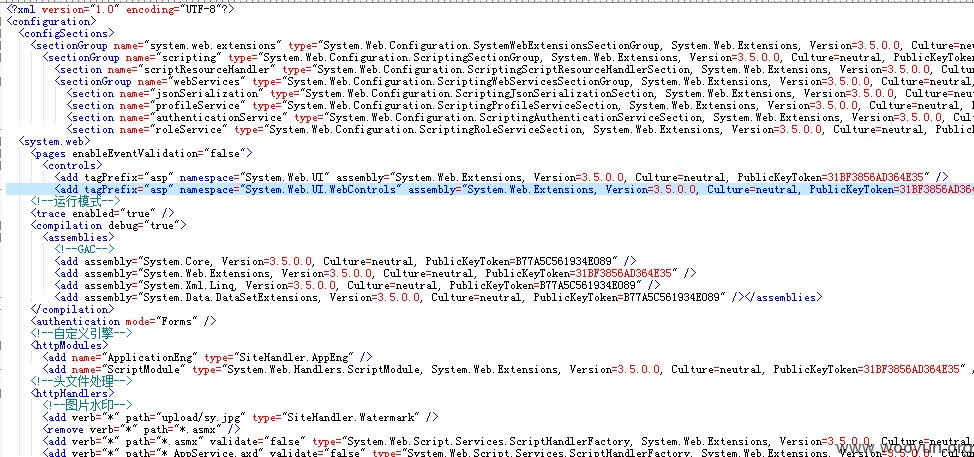 <?xml version="1.0" encoding="UTF-8"?>
<configuration>
<configSections>
<sectionGroup name="system.web.extensions" type="System.Web.Configuration.SystemWebExtensionsSectionGroup, System.Web.Extensions, Version=3.5.0.0, Culture=neu
<sectionGroup name="scripting" type="System.Web.Configuration.ScriptingSectionGroup, System.Web.Extensions, Version=3.5.0.0, Culture=neutral, PublicKeyToken
<section name="scriptResourceHandler" type="System.Web.Configuration.ScriptingScriptResourceHandlerSection, System.Web.Extensions, Version=3.5.0.0, Cultu
<sectionGroup name="webServices" type="System.Web.Configuration.ScriptingWebServicesSectionGroup, System.Web.Extensions, Version=3.5.0.0, Culture=neutral,
<section name="jsonSerialization" type="System.Web.Configuration.ScriptingJsonSerializationSection, System.Web.Extensions, Version=3.5.0.0, Culture=neut
<section name="profileService" type="System.Web.Configuration.ScriptingProfileServiceSection, System.Web.Extensions, Version=3.5.0.0, Culture=neutral,
<section name="authenticationService" type="System.Web.Configuration.ScriptingAuthenticationServiceSection, System.Web.Extensions, Version=3.5.0.0, Cult
<section name="roleService" type="System.Web.Configuration.ScriptingRoleServiceSection, System.Web.Extensions, Version=3.5.0.0, Culture=neutral, PublicK
<system.web>
<pages enableEventValidation="false">
<controls>
<add tagPrefix="asp" namespace="System.Web.UI" assembly="System.Web.Extensions, Version=3.5.0.0, Culture=neutral, PublicKeyToken=31BF3856AD364E35" />
<add tagPrefix="asp" namespace="System.Web.UI.WebControls" assembly="System.Web.Extensions, Version=3.5.0.0, Culture=neutral, PublicKeyToken=31BF3856AD364
<!--运行模式-->
<trace enabled="true" />
<compilation debug="true">
<assemblies>
<!--GAC-->
<add assembly="System.Core, Version=3.5.0.0, Culture=neutral, PublicKeyToken=B77A5C561934E089" />
<add assembly="System.Web.Extensions, Version=3.5.0.0, Culture=neutral, PublicKeyToken=31BF3856AD364E35" />
<add assembly="System.Xml.Linq, Version=3.5.0.0, Culture=neutral, PublicKeyToken=B77A5C561934E089" />
<add assembly="System.Data.DataSetExtensions, Version=3.5.0.0, Culture=neutral, PublicKeyToken=B77A5C561934E089" /></assemblies>
</compilation>
<authentication mode="Forms" />
<!--自定义引擎-->
<httpModules>
<add name="ApplicationEng" type="SiteHandler.AppEng" />
<add name="ScriptModule" type="System.Web.Handlers.ScriptModule, System.Web.Extensions, Version=3.5.0.0, Culture=neutral, PublicKeyToken=31BF3856AD364E35" /
<!--头文件处理-->
<httpHandlers>
<!--图片水印-->
<add verb="*" path="upload/sy.jpg" type="SiteHandler.Watermark" />
<remove verb="*" path="*.asmx" />
<add verb="*" path="*.asmx" validate="false" type="System.Web.Script.Services.ScriptHandlerFactory, System.Web.Extensions, Version=3.5.0.0, Culture=neutral
<add verb="*" path="*_AppService.axd" validate="false" type="System.Web.Script.Services.ScriptHandlerFactory, System.Web.Extensions, Version=3.5.0.0, Cultu
www.wooyun.org